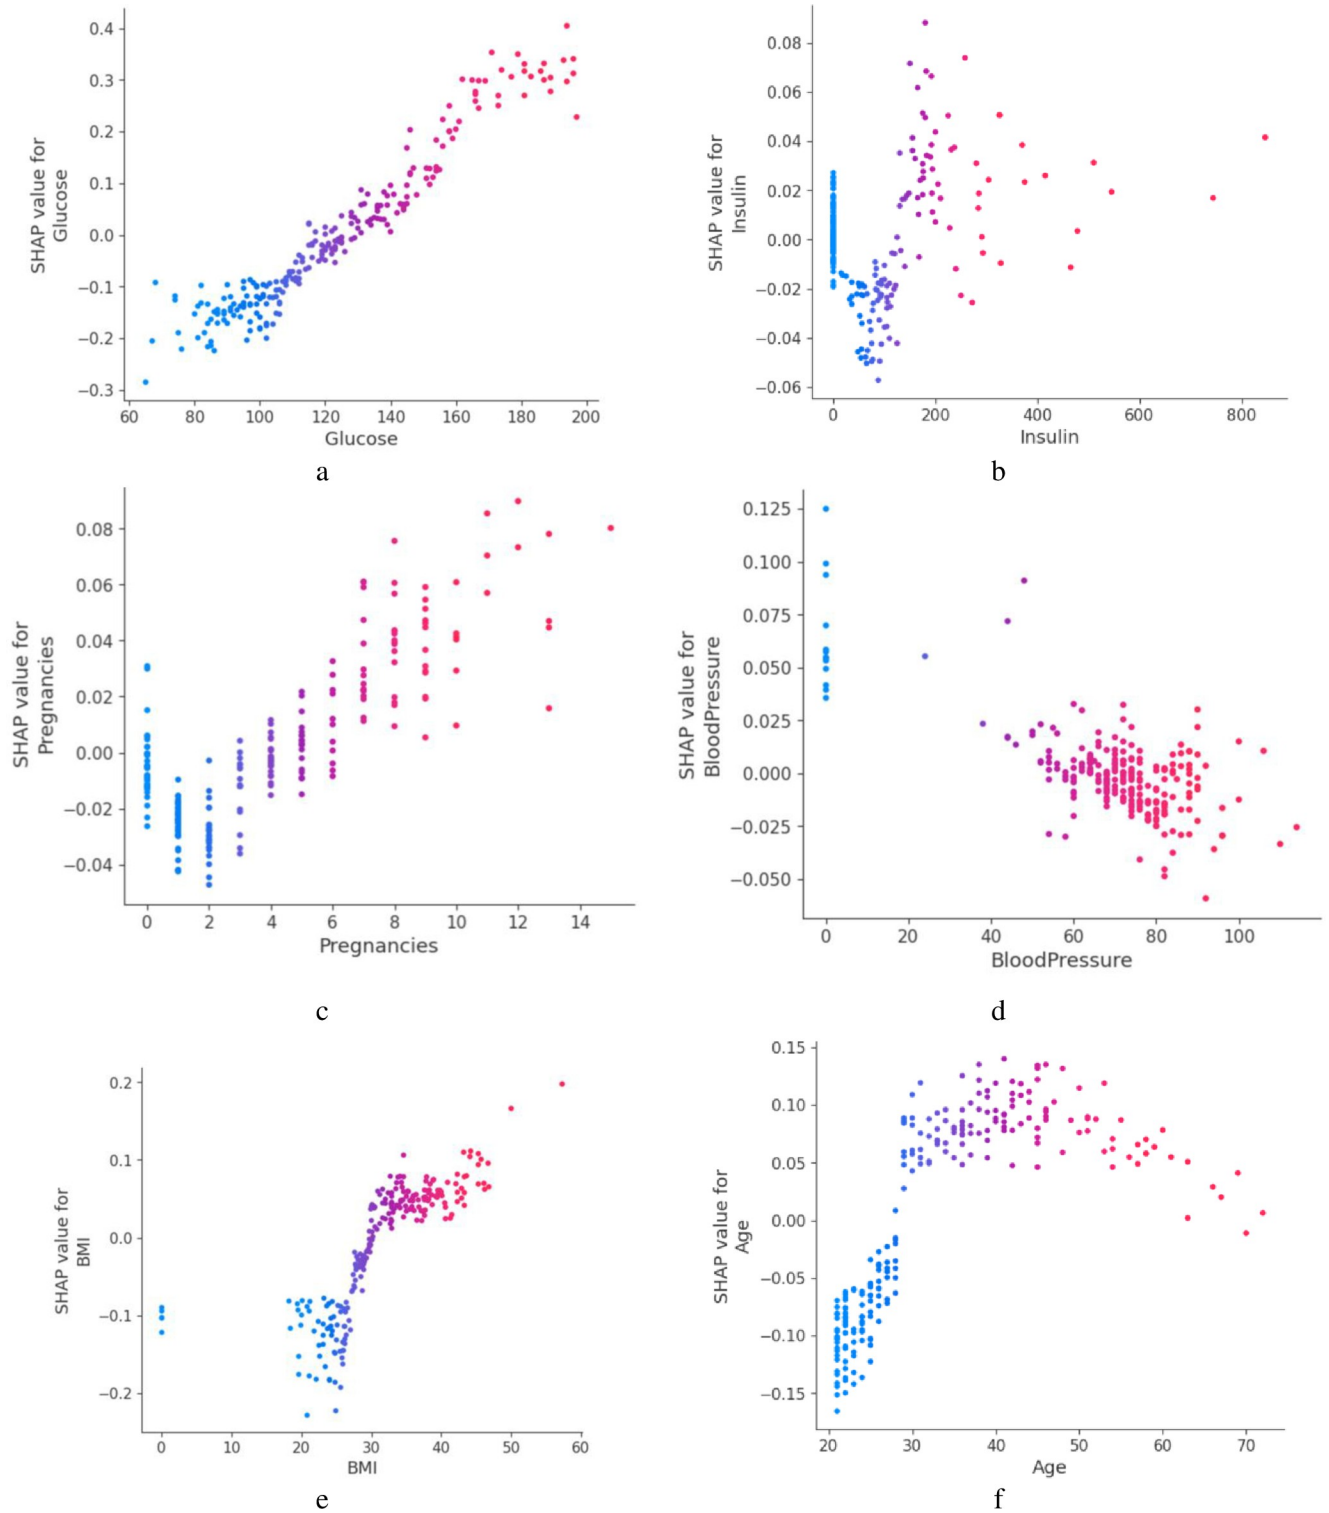 0.4
0.3
0.2
0.1
0.0
−0.1
−0.2
−0.3
SHAP value for
Glucose
60 80 100 120 140 160 180 200
Glucose
a
0.08
0.06
0.04
0.02
0.00
−0.02
−0.04
−0.06
SHAP value for
Insulin
0 200 400 600 800
Insulin
b
0.08
0.06
0.04
0.02
0.00
−0.02
−0.04
SHAP value for
Pregnancies
0 2 4 6 8 10 12 14
Pregnancies
c
0.125
0.100
0.075
0.050
0.025
0.000
−0.025
−0.050
SHAP value for
BloodPressure
0 20 40 60 80 100
BloodPressure
d
0.2
0.1
0.0
−0.1
−0.2
SHAP value for
BMI
0 10 20 30 40 50 60
BMI
e
0.15
0.10
0.05
0.00
−0.05
−0.10
−0.15
SHAP value for
Age
20 30 40 50 60 70
Age
f